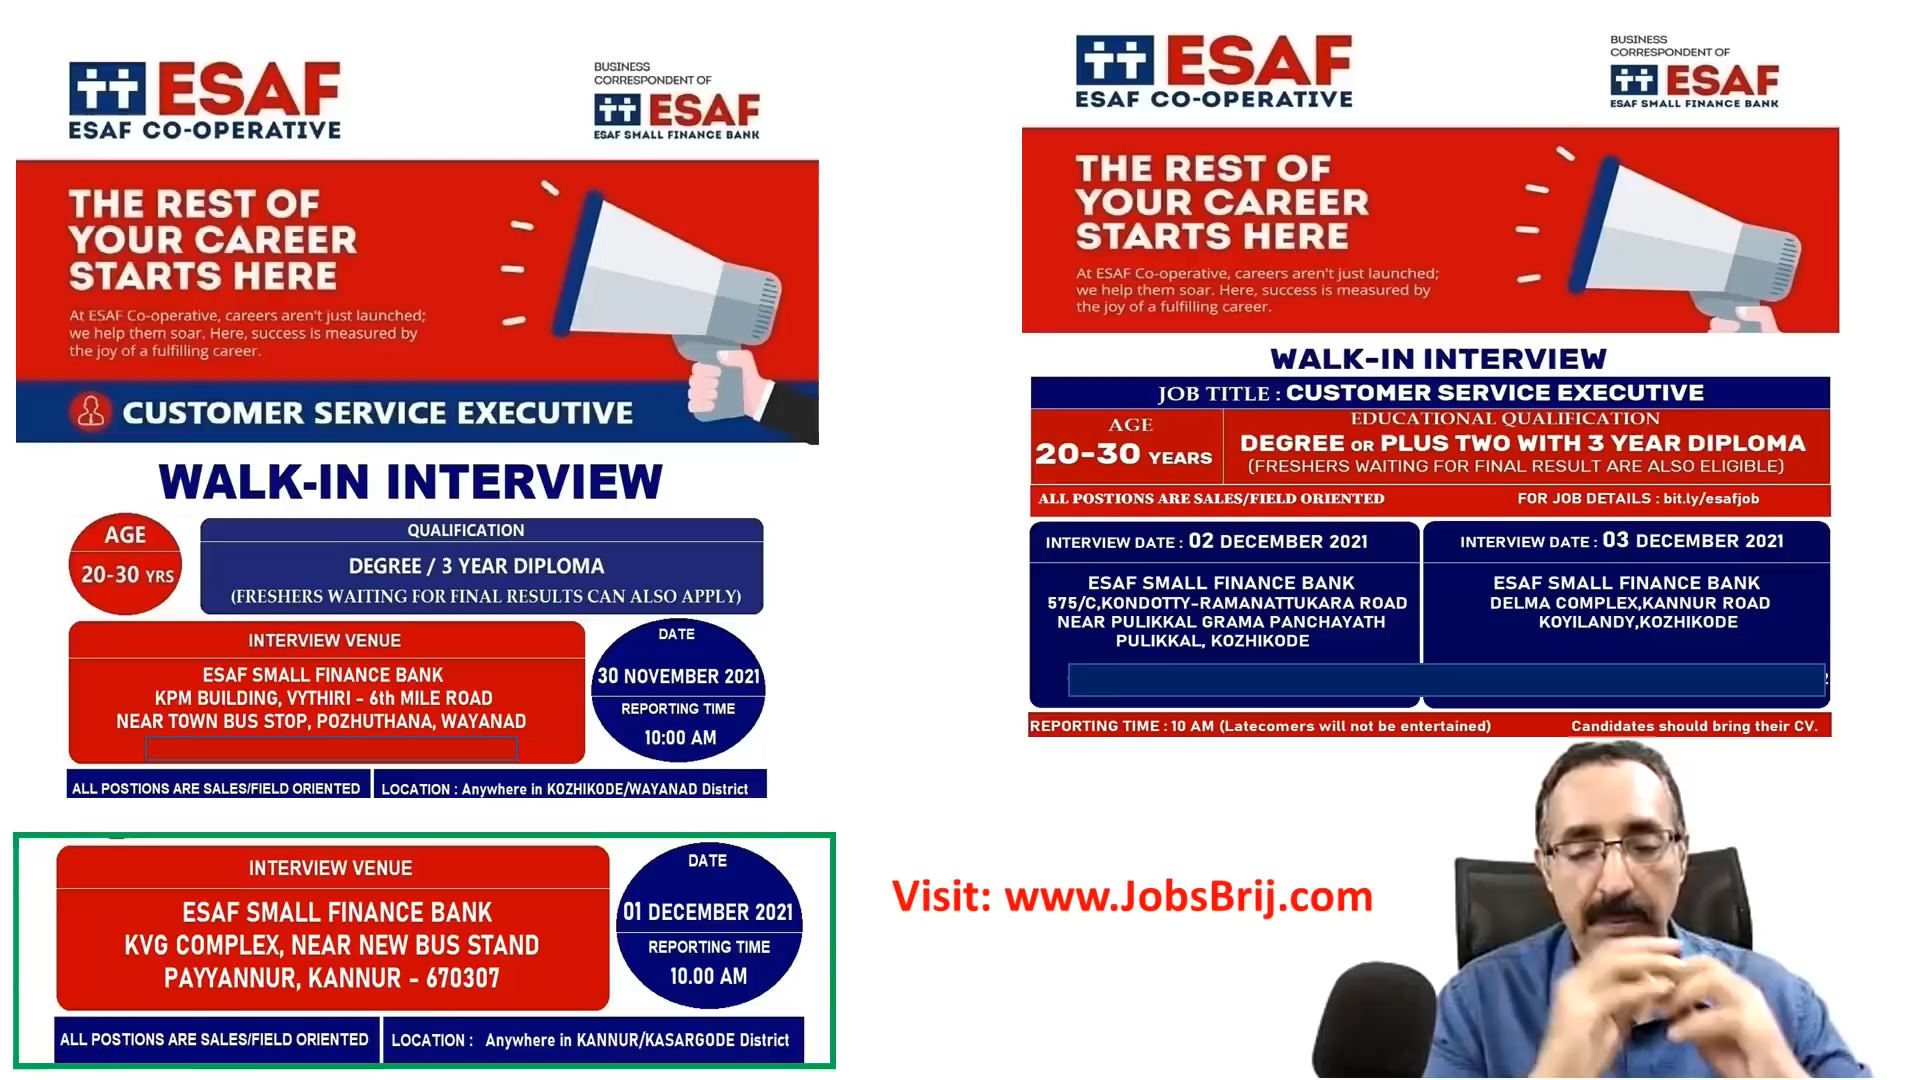 ESAF
ESAF CO-OPERATIVE
BUSINESS
CORRESPONDENT OF
ESAF
ESAF SMALL FINANCE BANK
THE REST OF
YOUR CAREER
STARTS HERE
At ESAF Co-operative, careers aren't just launched;
we help them soar. Here, success is measured by
the joy of a fulfilling career.
CUSTOMER SERVICE EXECUTIVE
WALK-IN INTERVIEW
AGE
20-30 YRS
QUALIFICATION
DEGREE / 3 YEAR DIPLOMA
(FRESHERS WAITING FOR FINAL RESULTS CAN ALSO APPLY)
INTERVIEW VENUE
ESAF SMALL FINANCE BANK
KPM BUILDING, VYTHIRI - 6th MILE ROAD
NEAR TOWN BUS STOP, POZHUTHANA, WAYANAD
DATE
30 NOVEMBER 2021
REPORTING TIME
10:00 AM
ALL POSTIONS ARE SALES/FIELD ORIENTED
LOCATION : Anywhere in KOZHIKODE/WAYANAD District
INTERVIEW VENUE
ESAF SMALL FINANCE BANK
KVG COMPLEX, NEAR NEW BUS STAND
PAYYANNUR, KANNUR - 670307
DATE
01 DECEMBER 2021
REPORTING TIME
10.00 AM
ALL POSTIONS ARE SALES/FIELD ORIENTED
LOCATION : Anywhere in KANNUR/KASARGODE District
ESAF
ESAF CO-OPERATIVE
BUSINESS
CORRESPONDENT OF
ESAF
ESAF SMALL FINANCE BANK
THE REST OF
YOUR CAREER
STARTS HERE
At ESAF Co-operative, careers aren't just launched;
we help them soar. Here, success is measured by
the joy of a fulfilling career.
WALK-IN INTERVIEW
JOB TITLE : CUSTOMER SERVICE EXECUTIVE
AGE
20-30 YEARS
EDUCATIONAL QUALIFICATION
DEGREE OR PLUS TWO WITH 3 YEAR DIPLOMA
(FRESHERS WAITING FOR FINAL RESULT ARE ALSO ELIGIBLE)
ALL POSTIONS ARE SALES/FIELD ORIENTED
FOR JOB DETAILS : bit.ly/esafjob
INTERVIEW DATE : 02 DECEMBER 2021
ESAF SMALL FINANCE BANK
575/C,KONDOTTY-RAMANATTUKARA ROAD
NEAR PULIKKAL GRAMA PANCHAYATH
PULIKKAL, KOZHIKODE
INTERVIEW DATE : 03 DECEMBER 2021
ESAF SMALL FINANCE BANK
DELMA COMPLEX,KANNUR ROAD
KOYILANDY,KOZHIKODE
REPORTING TIME : 10 AM (Latecomers will not be entertained)
Candidates should bring their CV.
Visit: www.JobsBrij.com